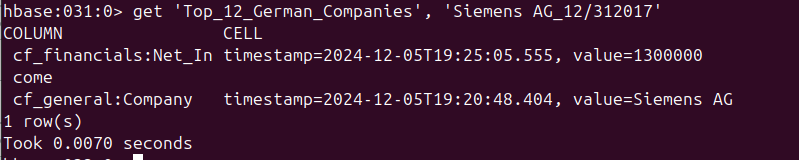 hbase:031:0> get 'Top_12_German_Companies', 'Siemens AG_12/312017'
COLUMN                CELL
 cf_financials:Net_In timestamp=2024-12-05T19:25:05.555, value=1300000
 come
 cf_general:Company   timestamp=2024-12-05T19:20:48.404, value=Siemens AG
1 row(s)
Took 0.0070 seconds